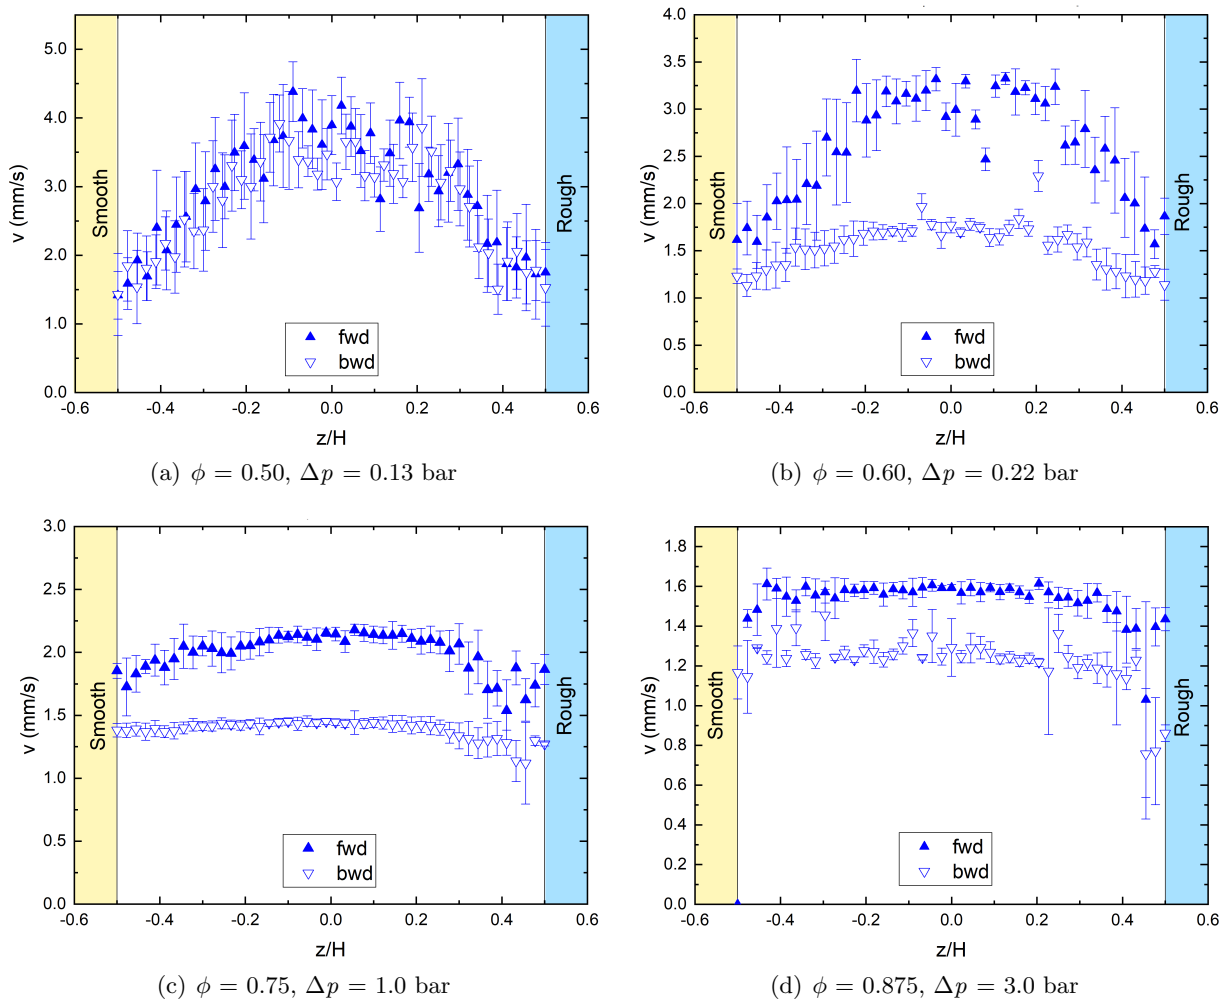 5.0
4.0
3.0
2.0
1.0
0.0
v (mm/s)
Smooth
Rough
fwd
bwd
-0.6 -0.4 -0.2 0.0 0.2 0.4 0.6
z/H
(a) ϕ = 0.50, Δp = 0.13 bar
4.0
3.5
3.0
2.5
2.0
1.5
1.0
0.5
0.0
v (mm/s)
Smooth
Rough
fwd
bwd
-0.6 -0.4 -0.2 0.0 0.2 0.4 0.6
z/H
(b) ϕ = 0.60, Δp = 0.22 bar
3.0
2.5
2.0
1.5
1.0
0.5
0.0
v (mm/s)
Smooth
Rough
fwd
bwd
-0.6 -0.4 -0.2 0.0 0.2 0.4 0.6
z/H
(c) ϕ = 0.75, Δp = 1.0 bar
1.8
1.6
1.4
1.2
1.0
0.8
0.6
0.4
0.2
0.0
v (mm/s)
Smooth
Rough
fwd
bwd
-0.6 -0.4 -0.2 0.0 0.2 0.4 0.6
z/H
(d) ϕ = 0.875, Δp = 3.0 bar